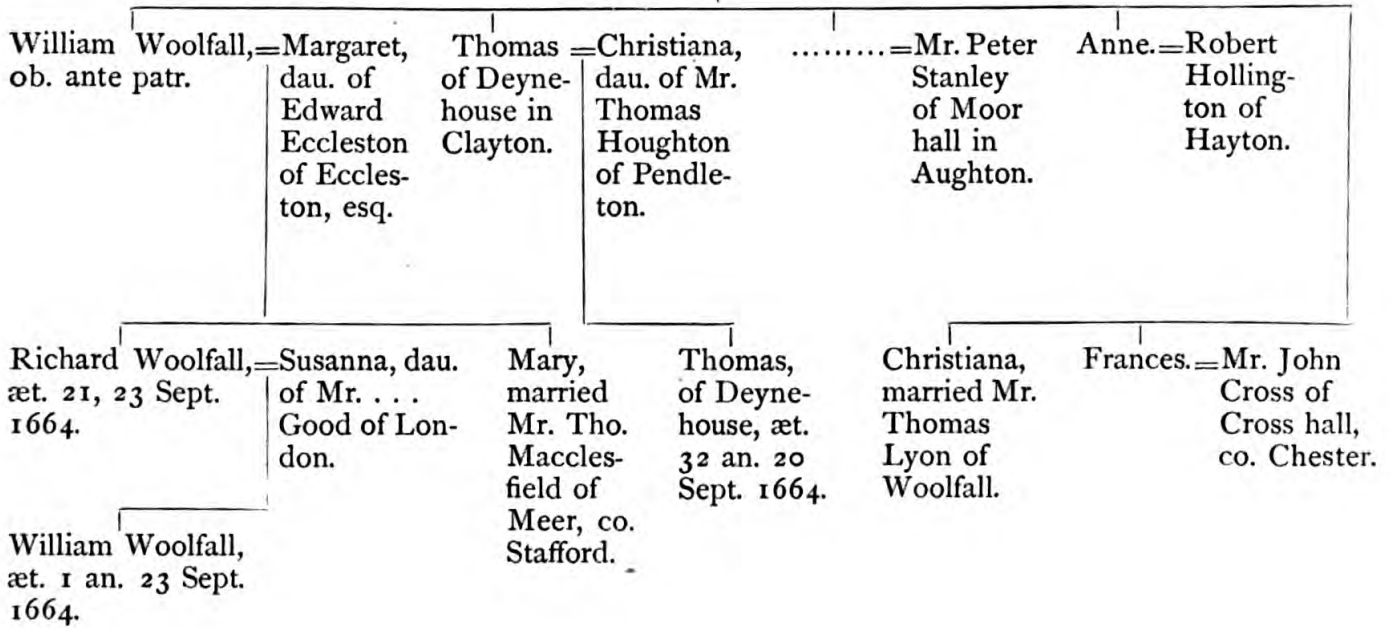 William Woolfall,=Margaret,
ob. ante patr.
dau. of
Edward
Eccleston
of Eccles-
ton, esq.
Thomas =Christiana,
of Deyne-
house in
Clayton.
dau. of Mr.
Thomas
Houghton
of Pendle-
ton.
.........=Mr. Peter
Stanley
of Moor
hall in
Aughton.
Anne.=Robert
Holling-
ton of
Hayton.
Richard Woolfall,=Susanna, dau.
æt. 21, 23 Sept.
1664.
of Mr. . . .
Good of Lon-
don.
Mary,
married
Mr. Tho.
Maccles-
field of
Meer, co.
Stafford.
Thomas,
of Deyne-
house, æt.
32 an. 20
Sept. 1664.
Christiana,
married Mr.
Thomas
Lyon of
Woolfall.
Frances.=Mr. John
Cross of
Cross hall,
co. Chester.
William Woolfall,
æt. 1 an. 23 Sept.
1664.